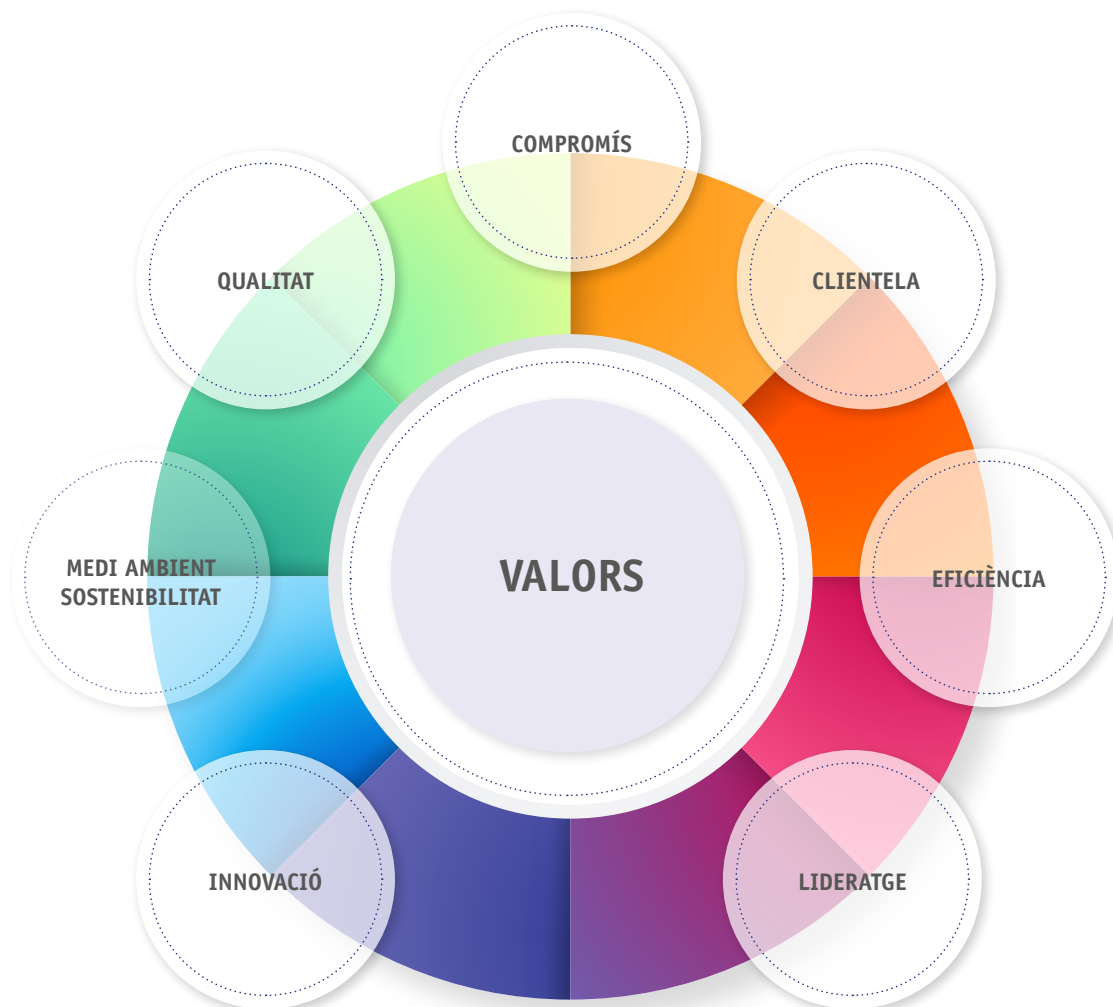 COMPROMÍS
QUALITAT
CLIENTELA
MEDI AMBIENT
SOSTENIBILITAT
VALORS
EFICIÈNCIA
INNOVACIÓ
LIDERATGE